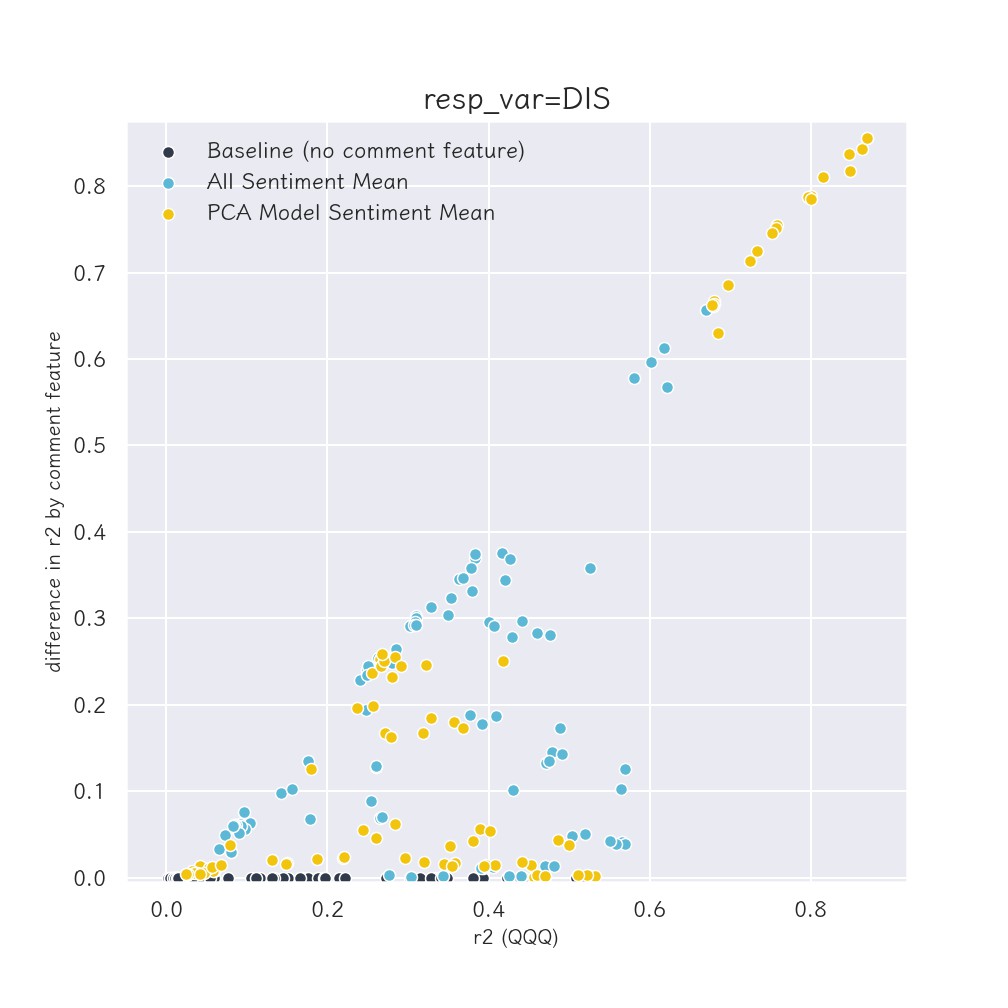 resp_var=DIS
Baseline (no comment feature)
All Sentiment Mean
PCA Model Sentiment Mean
difference in r2 by comment feature
0.8
0.7
0.6
0.5
0.4
0.3
0.2
0.1
0.0
0.0 0.2 0.4 0.6 0.8
r2 (QQQ)